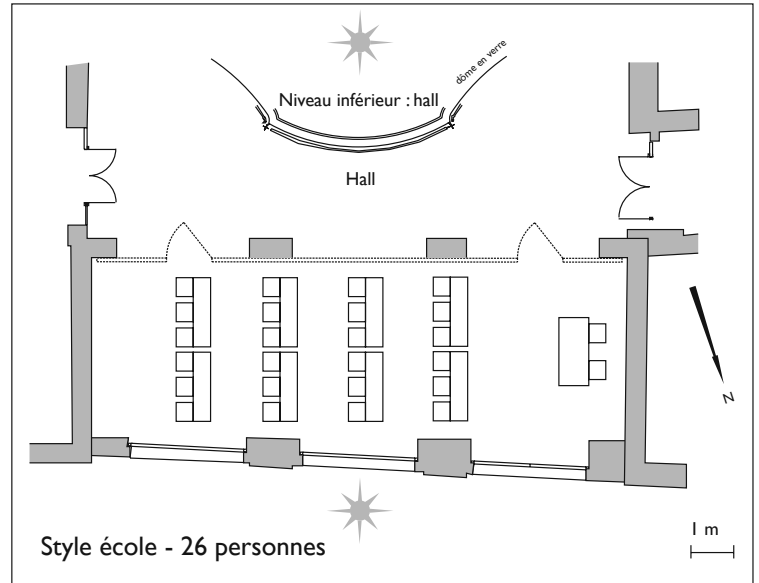 dôme en verre
Niveau inférieur : hall
Hall
N
1 m
Style école - 26 personnes